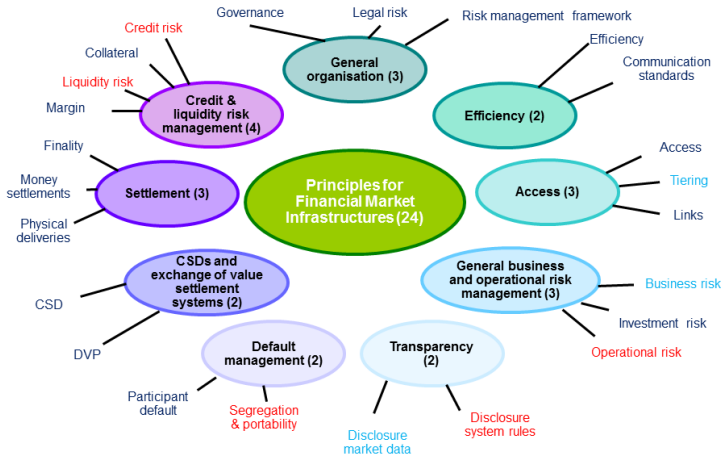 Governance
Legal risk
Risk management framework
General
organisation (3)
Credit risk
Collateral
Liquidity risk
Margin
Credit &
liquidity risk
management (4)
Efficiency
Communication
standards
Efficiency (2)
Finality
Money
settlements
Physical
deliveries
Settlement (3)
Principles for
Financial Market
Infrastructures (24)
Access (3)
Access
Tiering
Links
CSDs and
exchange of value
settlement
systems (2)
CSD
DVP
General business
and operational risk
management (3)
Business risk
Investment risk
Operational risk
Default
management (2)
Participant
default
Segregation
& portability
Transparency
(2)
Disclosure
market data
Disclosure
system rules